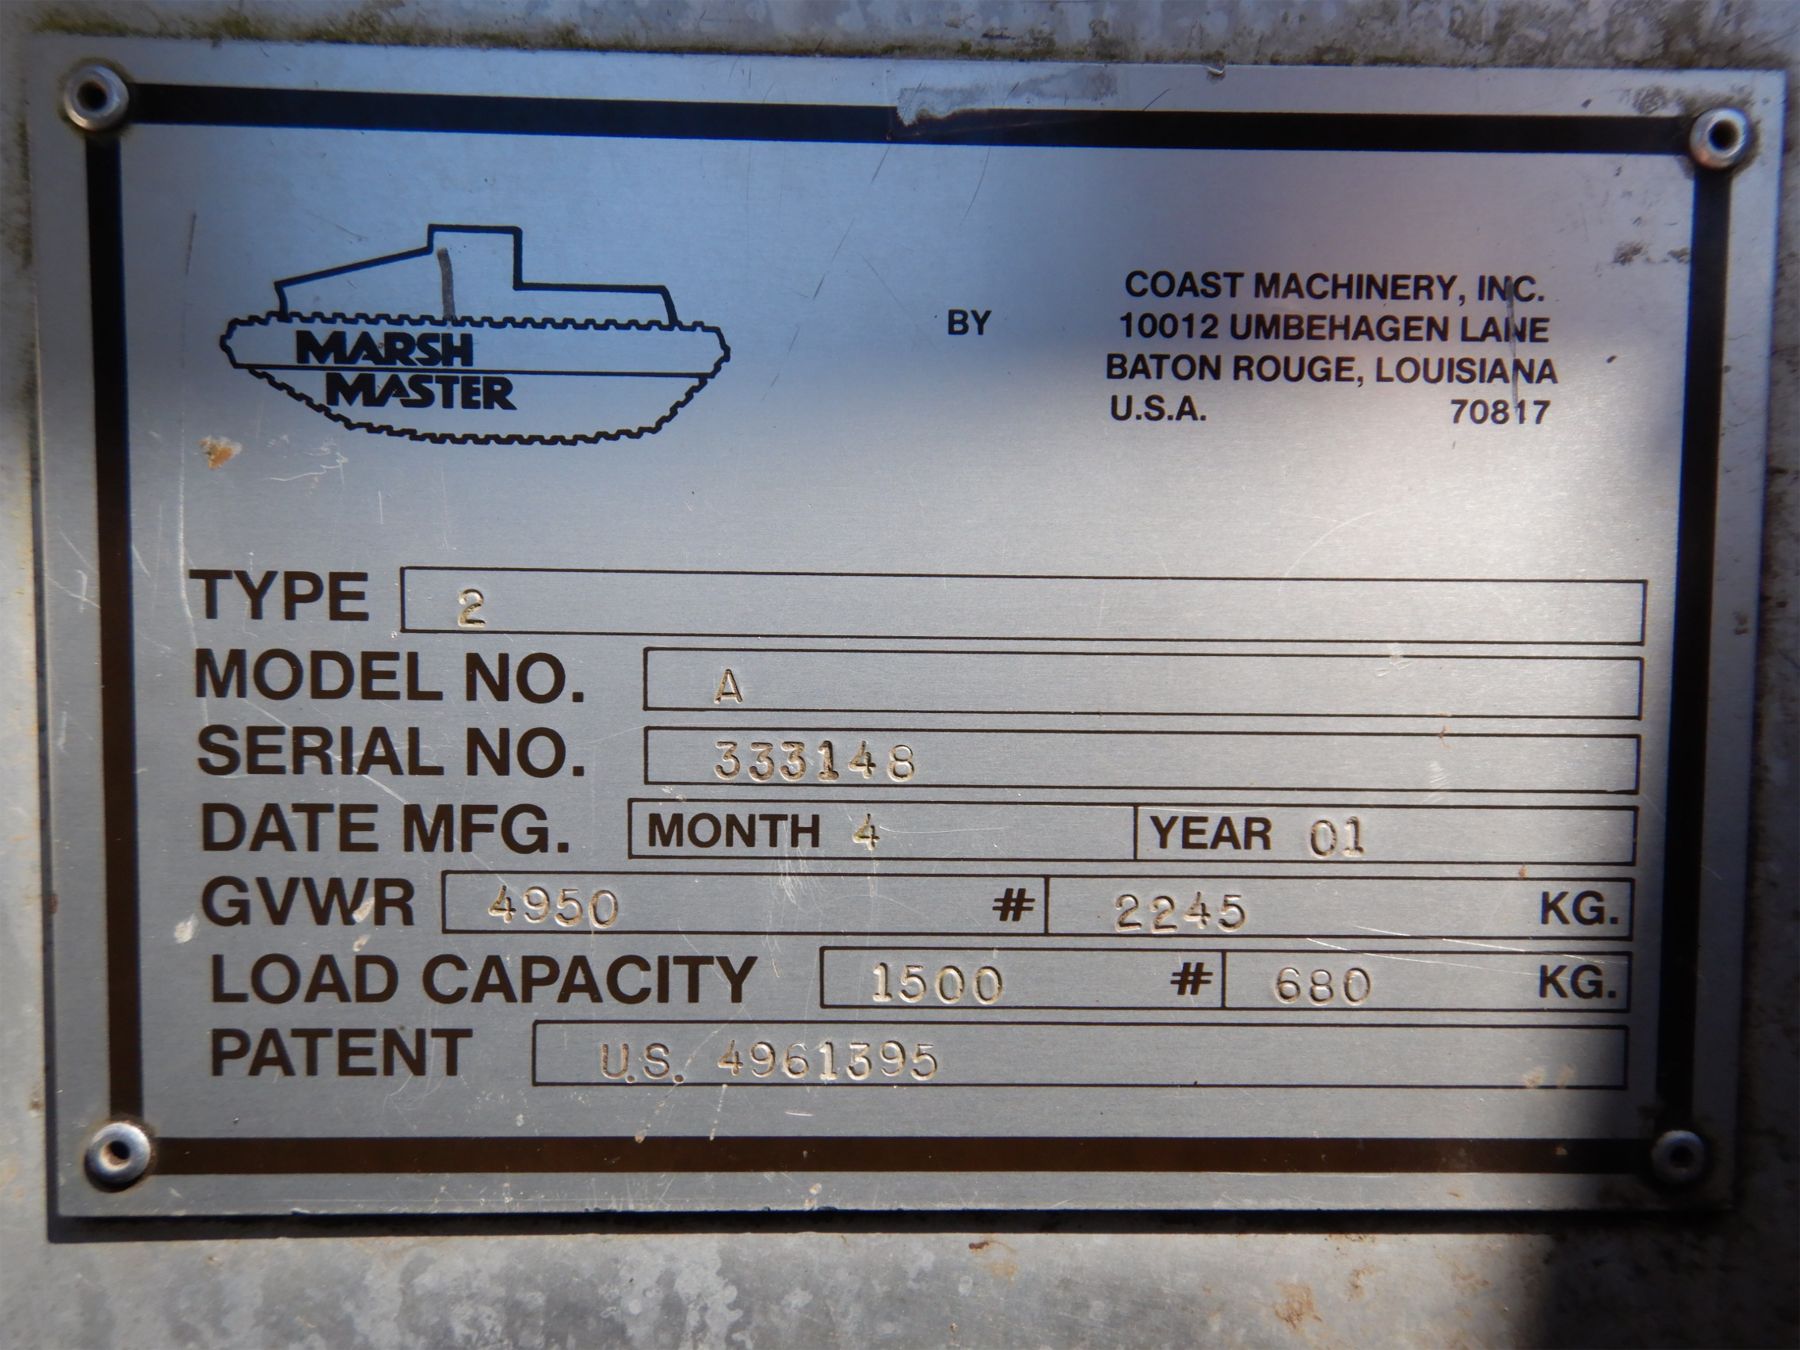 MARSH
MASTER
BY
COAST MACHINERY, INC.
10012 UMBEHAGEN LANE
BATON ROUGE, LOUISIANA
U.S.A. 70817
TYPE 2
MODEL NO. A
SERIAL NO. 333148
DATE MFG. MONTH 4 YEAR 01
GVWR 4950 # 2245 KG.
LOAD CAPACITY 1500 # 680 KG.
PATENT U.S. 4961395